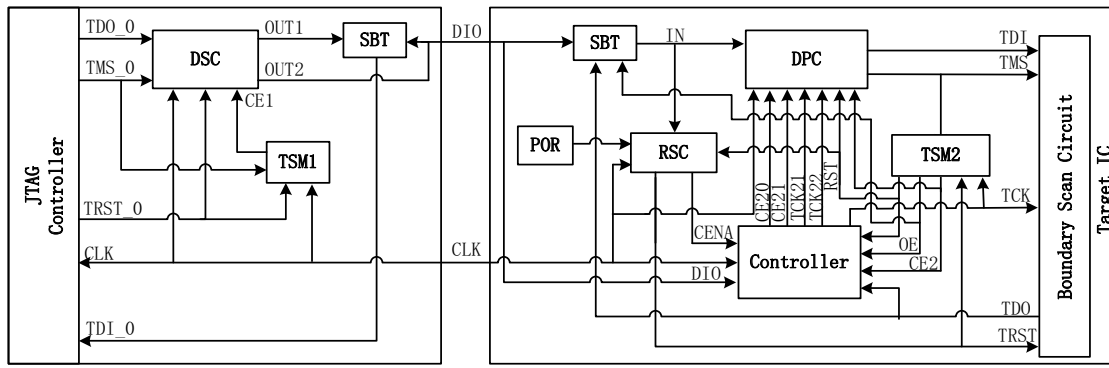 JTAG Controller
TDO_0
TMS_0
TRST_0
CLK
TDI_0
DSC
OUT1
OUT2
CE1
TSM1
SBT
DIO
CLK
SBT
IN
POR
RSC
CENA
DIO
DPC
CE20
CE21
TCK21
TCK22
RST
Controller
TSM2
OE
CE2
TDI
TMS
TCK
TDO
TRST
Boundary Scan Circuit
Target IC